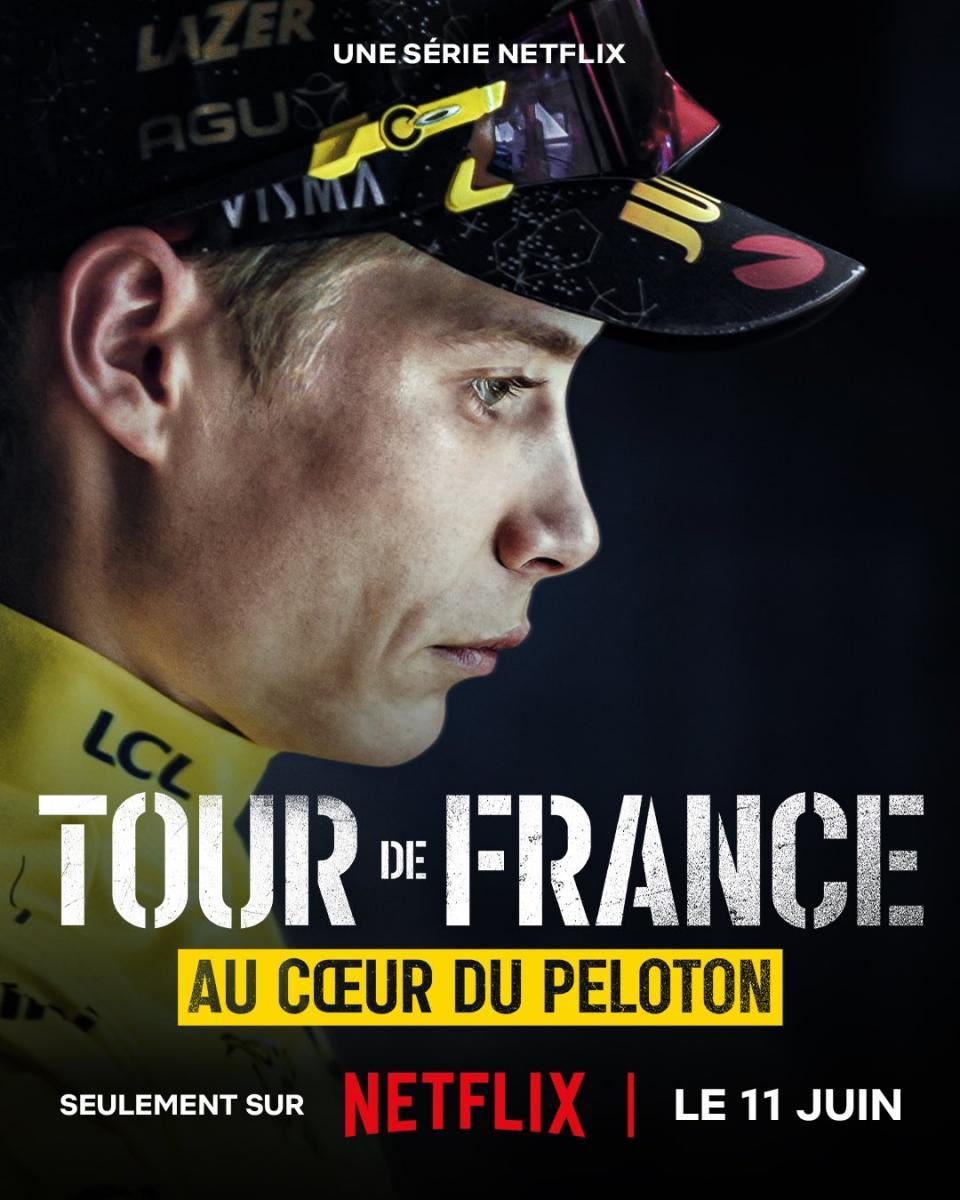 UNE SÉRIE NETFLIX
LAZER
AGU
VISMA
JU
LCL
TOUR DE FRANCE
AU CŒUR DU PELOTON
SEULEMENT SUR NETFLIX | LE 11 JUIN